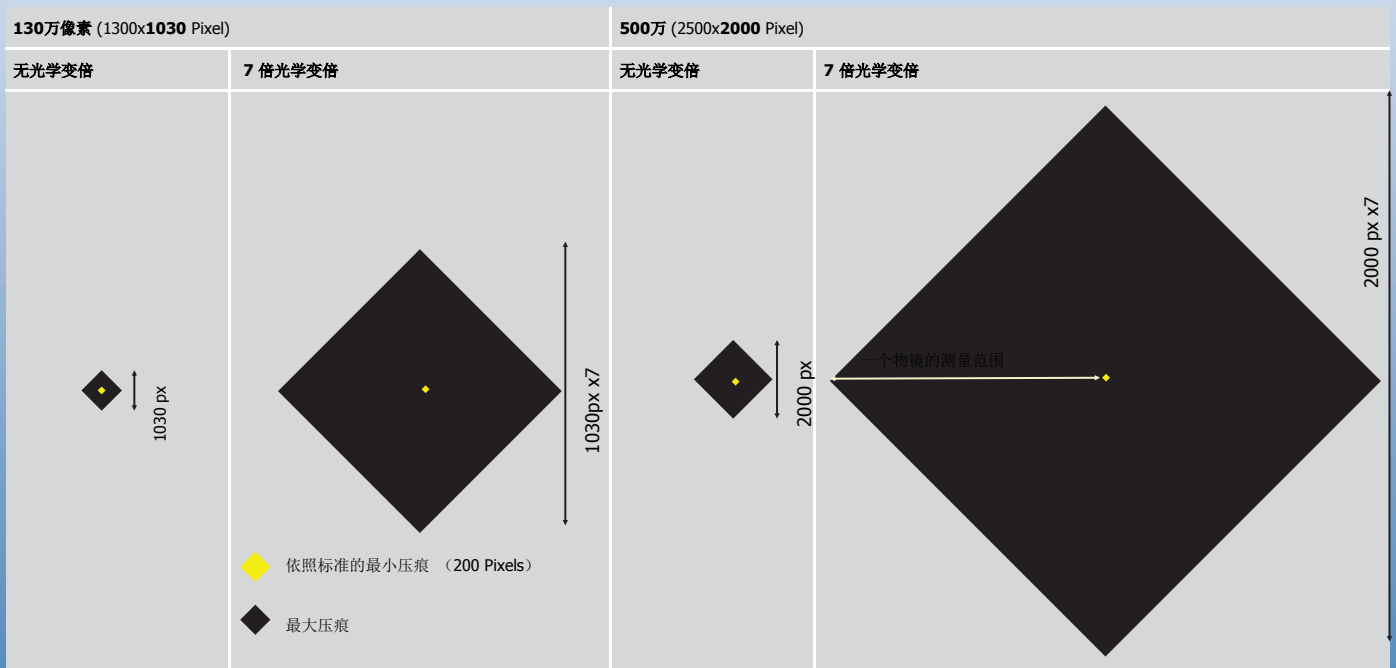 130万像素 (1300x1030 Pixel)
500万 (2500x2000 Pixel)
无光学变倍
7 倍光学变倍
无光学变倍
7 倍光学变倍
1030 px
1030px x7
2000 px
一个物镜的测量范围
2000 px x7
依照标准的最小压痕 （200 Pixels）
最大压痕